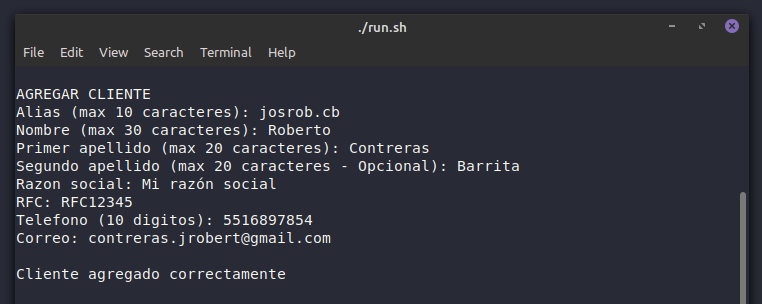 ./run.sh
File Edit View Search Terminal Help
AGREGAR CLIENTE
Alias (max 10 caracteres): josrob.cb
Nombre (max 30 caracteres): Roberto
Primer apellido (max 20 caracteres): Contreras
Segundo apellido (max 20 caracteres - Opcional): Barrita
Razon social: Mi razón social
RFC: RFC12345
Telefono (10 digitos): 5516897854
Correo: contreras.jrobert@gmail.com
Cliente agregado correctamente